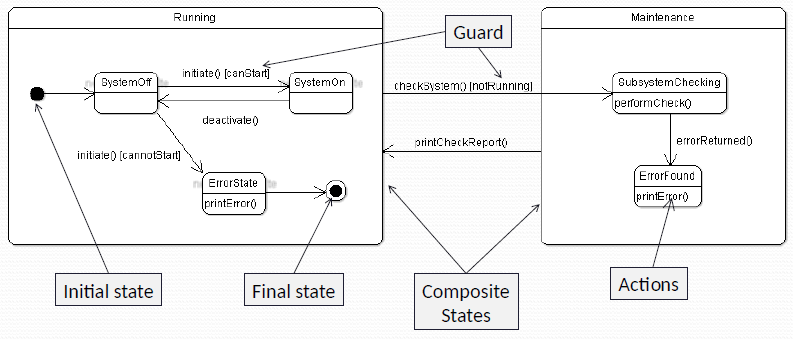 Running
Maintenance
Guard
initiate() [canStart]
SystemOff
SystemOn
checkSystem() [notRunning]
SubsystemChecking
performCheck()
deactivate()
printCheckReport()
errorReturned()
initiate() [cannotStart]
ErrorState
printError()
ErrorFound
printError()
Initial state
Final state
Composite
States
Actions